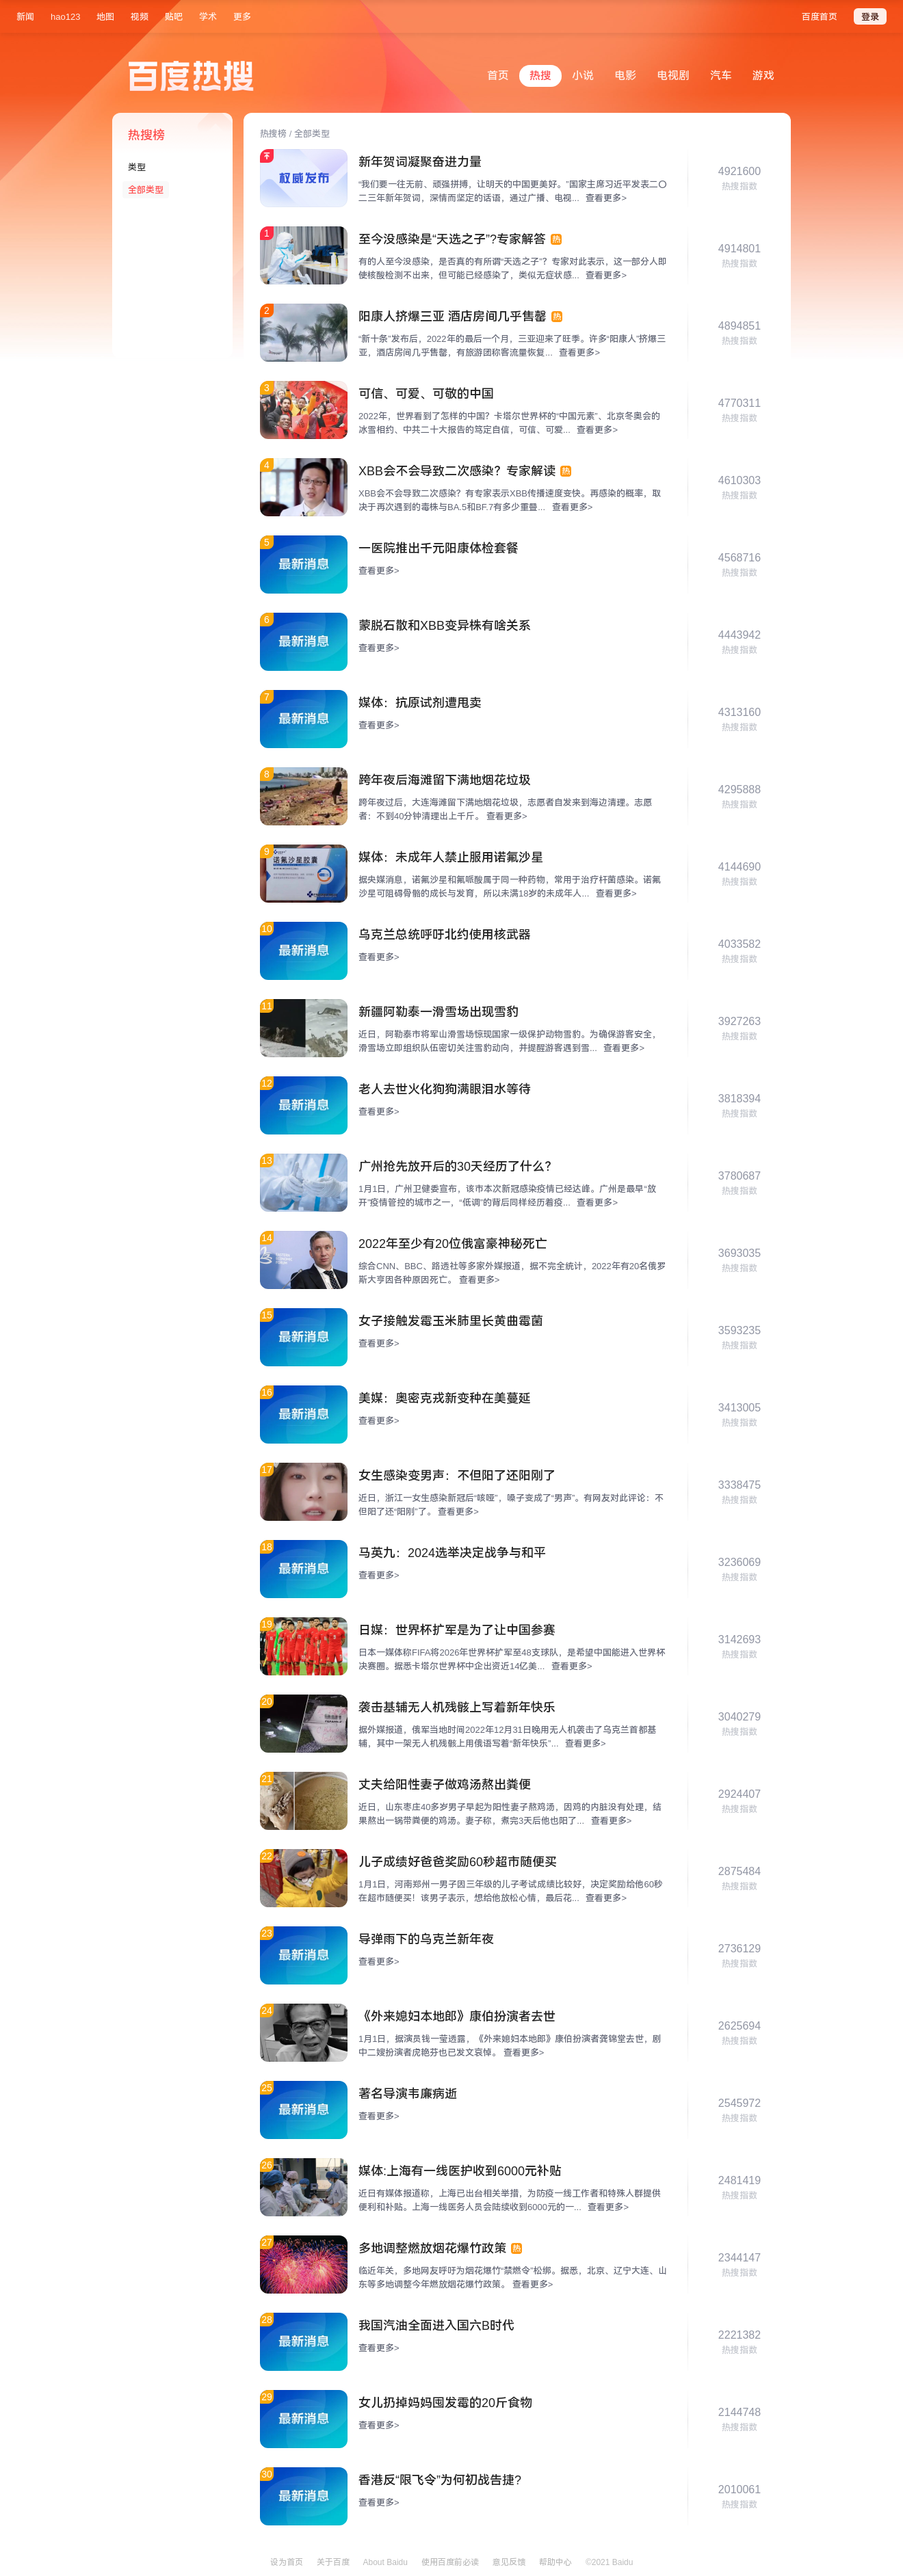 新闻 hao123 地图 视频 贴吧 学术 更多 百度首页 登录
百度热搜 首页 热搜 小说 电影 电视剧 汽车 游戏
热搜榜
类型
全部类型
热搜榜 / 全部类型
权威发布
新年贺词凝聚奋进力量
“我们要一往无前、顽强拼搏，让明天的中国更美好。”国家主席习近平发表二〇
二三年新年贺词，深情而坚定的话语，通过广播、电视... 查看更多>
4921600
热搜指数
1
至今没感染是“天选之子”?专家解答 热
有的人至今没感染，是否真的有所谓“天选之子”？专家对此表示，这一部分人即
使核酸检测不出来，但可能已经感染了，类似无症状感... 查看更多>
4914801
热搜指数
2
阳康人挤爆三亚 酒店房间几乎售罄 热
“新十条”发布后，2022年的最后一个月，三亚迎来了旺季。许多“阳康人”挤爆三
亚，酒店房间几乎售罄，有旅游团称客流量恢复... 查看更多>
4894851
热搜指数
3
可信、可爱、可敬的中国
2022年，世界看到了怎样的中国？卡塔尔世界杯的“中国元素”、北京冬奥会的
冰雪相约、中共二十大报告的笃定自信，可信、可爱... 查看更多>
4770311
热搜指数
4
XBB会不会导致二次感染？专家解读 热
XBB会不会导致二次感染？有专家表示XBB传播速度变快。再感染的概率，取
决于再次遇到的毒株与BA.5和BF.7有多少重叠... 查看更多>
4610303
热搜指数
5
最新消息
一医院推出千元阳康体检套餐
查看更多>
4568716
热搜指数
6
最新消息
蒙脱石散和XBB变异株有啥关系
查看更多>
4443942
热搜指数
7
最新消息
媒体：抗原试剂遭甩卖
查看更多>
4313160
热搜指数
8
跨年夜后海滩留下满地烟花垃圾
跨年夜过后，大连海滩留下满地烟花垃圾，志愿者自发来到海边清理。志愿
者：不到40分钟清理出上千斤。 查看更多>
4295888
热搜指数
9
诺氟沙星胶囊
媒体：未成年人禁止服用诺氟沙星
据央媒消息，诺氟沙星和氟哌酸属于同一种药物，常用于治疗杆菌感染。诺氟
沙星可阻碍骨骼的成长与发育，所以未满18岁的未成年人... 查看更多>
4144690
热搜指数
10
最新消息
乌克兰总统呼吁北约使用核武器
查看更多>
4033582
热搜指数
11
新疆阿勒泰一滑雪场出现雪豹
近日，阿勒泰市将军山滑雪场惊现国家一级保护动物雪豹。为确保游客安全，
滑雪场立即组织队伍密切关注雪豹动向，并提醒游客遇到雪... 查看更多>
3927263
热搜指数
12
最新消息
老人去世火化狗狗满眼泪水等待
查看更多>
3818394
热搜指数
13
广州抢先放开后的30天经历了什么？
1月1日，广州卫健委宣布，该市本次新冠感染疫情已经达峰。广州是最早“放
开”疫情管控的城市之一，“低调”的背后同样经历着疫... 查看更多>
3780687
热搜指数
14
2022年至少有20位俄富豪神秘死亡
综合CNN、BBC、路透社等多家外媒报道，据不完全统计，2022年有20名俄罗
斯大亨因各种原因死亡。 查看更多>
3693035
热搜指数
15
最新消息
女子接触发霉玉米肺里长黄曲霉菌
查看更多>
3593235
热搜指数
16
最新消息
美媒：奥密克戎新变种在美蔓延
查看更多>
3413005
热搜指数
17
女生感染变男声：不但阳了还阳刚了
近日，浙江一女生感染新冠后“咳哑”，嗓子变成了“男声”。有网友对此评论：不
但阳了还“阳刚”了。 查看更多>
3338475
热搜指数
18
最新消息
马英九：2024选举决定战争与和平
查看更多>
3236069
热搜指数
19
日媒：世界杯扩军是为了让中国参赛
日本一媒体称FIFA将2026年世界杯扩军至48支球队，是希望中国能进入世界杯
决赛圈。据悉卡塔尔世界杯中企出资近14亿美... 查看更多>
3142693
热搜指数
20
袭击基辅无人机残骸上写着新年快乐
据外媒报道，俄军当地时间2022年12月31日晚用无人机袭击了乌克兰首都基
辅，其中一架无人机残骸上用俄语写着“新年快乐”... 查看更多>
3040279
热搜指数
21
丈夫给阳性妻子做鸡汤熬出粪便
近日，山东枣庄40多岁男子早起为阳性妻子熬鸡汤，因鸡的内脏没有处理，结
果熬出一锅带粪便的鸡汤。妻子称，煮完3天后他也阳了... 查看更多>
2924407
热搜指数
22
儿子成绩好爸爸奖励60秒超市随便买
1月1日，河南郑州一男子因三年级的儿子考试成绩比较好，决定奖励给他60秒
在超市随便买！该男子表示，想给他放松心情，最后花... 查看更多>
2875484
热搜指数
23
最新消息
导弹雨下的乌克兰新年夜
查看更多>
2736129
热搜指数
24
《外来媳妇本地郎》康伯扮演者去世
1月1日，据演员钱一莹透露，《外来媳妇本地郎》康伯扮演者龚锦堂去世，剧
中二嫂扮演者虎艳芬也已发文哀悼。 查看更多>
2625694
热搜指数
25
最新消息
著名导演韦廉病逝
查看更多>
2545972
热搜指数
26
媒体:上海有一线医护收到6000元补贴
近日有媒体报道称，上海已出台相关举措，为防疫一线工作者和特殊人群提供
便利和补贴。上海一线医务人员会陆续收到6000元的一... 查看更多>
2481419
热搜指数
27
多地调整燃放烟花爆竹政策 热
临近年关，多地网友呼吁为烟花爆竹“禁燃令”松绑。据悉，北京、辽宁大连、山
东等多地调整今年燃放烟花爆竹政策。 查看更多>
2344147
热搜指数
28
最新消息
我国汽油全面进入国六B时代
查看更多>
2221382
热搜指数
29
最新消息
女儿扔掉妈妈囤发霉的20斤食物
查看更多>
2144748
热搜指数
30
最新消息
香港反“限飞令”为何初战告捷?
查看更多>
2010061
热搜指数
设为首页 关于百度 About Baidu 使用百度前必读 意见反馈 帮助中心 ©2021 Baidu